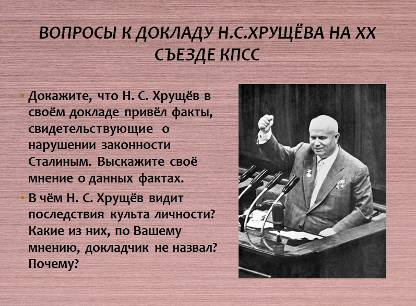 ВОПРОСЫ К ДОКЛАДУ Н.С.ХРУЩЁВА НА XX
СЪЕЗДЕ КПСС
Докажите, что Н. С. Хрущёв в
своём докладе привёл факты,
свидетельствующие о
нарушении законности
Сталиным. Выскажите своё
мнение о данных фактах.
В чём Н. С. Хрущёв видит
последствия культа личности?
Какие из них, по Вашему
мнению, докладчик не назвал?
Почему?